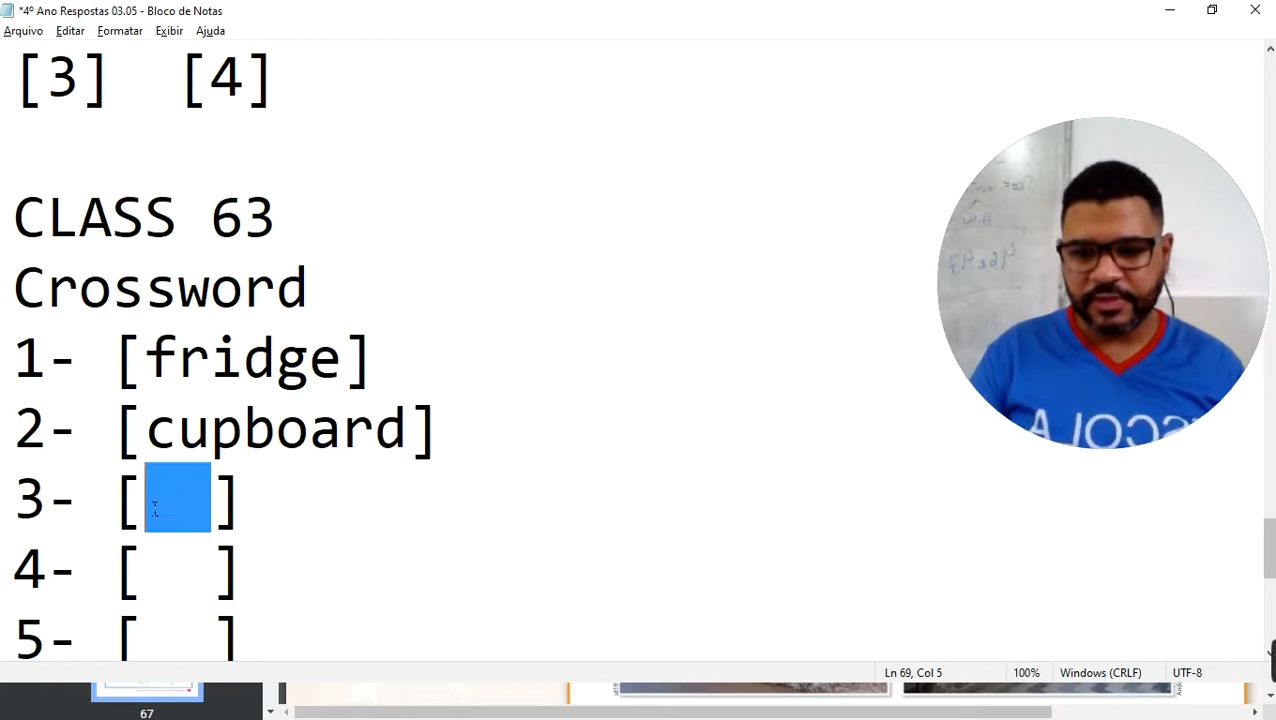 *4º Ano Respostas 03.05 - Bloco de Notas
Arquivo Editar Formatar Exibir Ajuda
[3] [4]
CLASS 63
Crossword
1- [fridge]
2- [cupboard]
3- [ ]
4- [ ]
5- [ ]
Ln 69, Col 5 100% Windows (CRLF) UTF-8
67